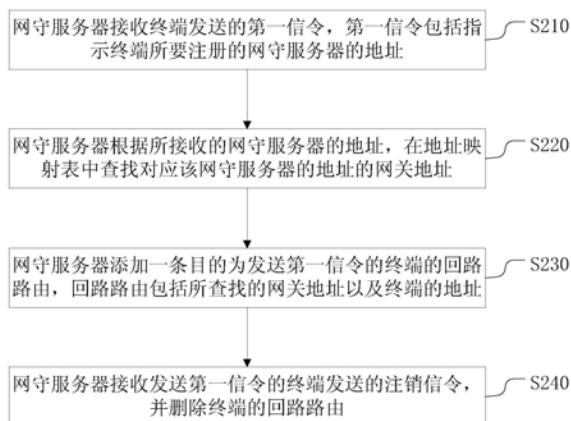 网守服务器接收终端发送的第一信令，第一信令包括指
示终端所要注册的网守服务器的地址
S210
网守服务器根据所接收的网守服务器的地址，在地址映
射表中查找对应该网守服务器的地址的网关地址
S220
网守服务器添加一条目的为发送第一信令的终端的回路
路由，回路路由包括所查找的网关地址以及终端的地址
S230
网守服务器接收发送第一信令的终端发送的注销信令，
并删除终端的回路路由
S240